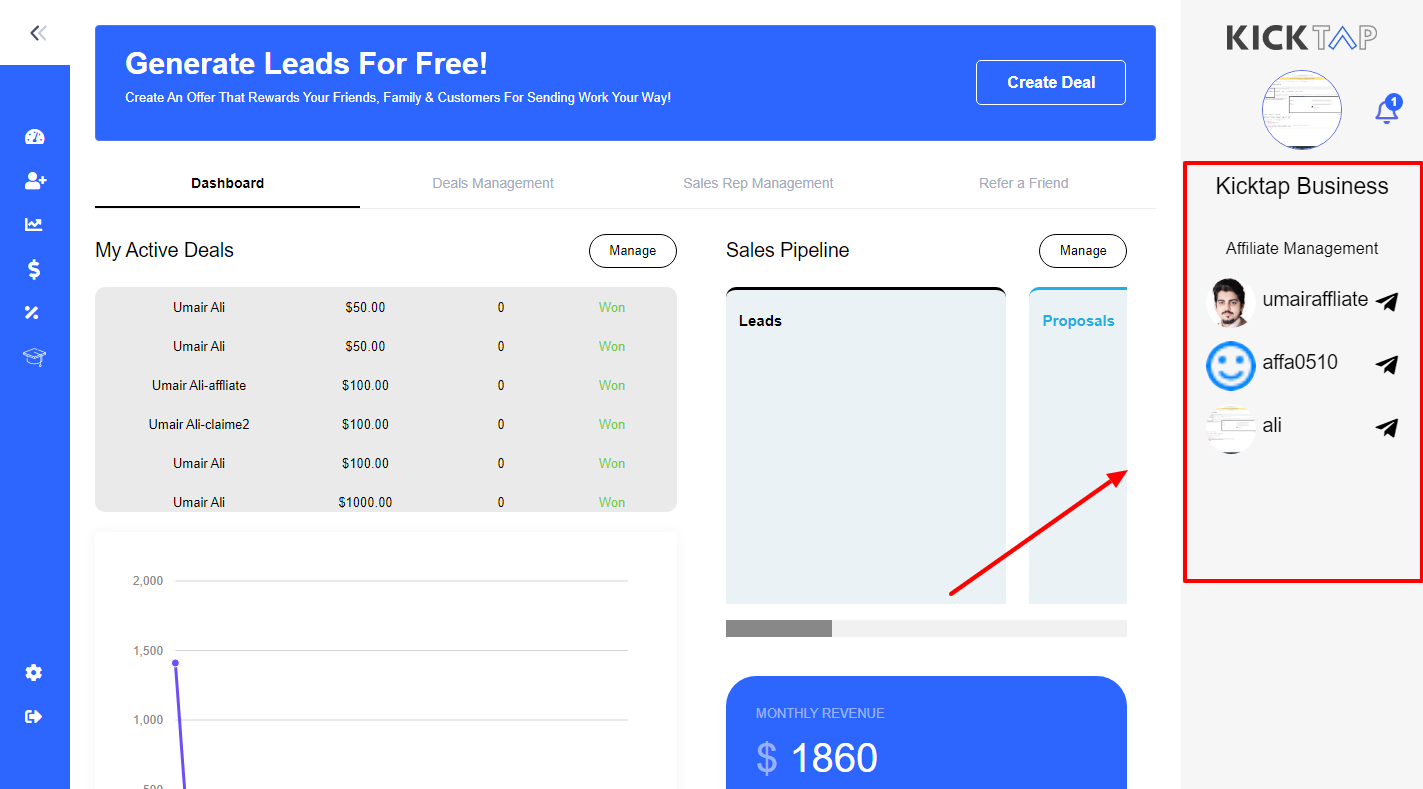 Generate Leads For Free!
Create An Offer That Rewards Your Friends, Family & Customers For Sending Work Your Way!
Create Deal
KICKTAP
1
Dashboard Deals Management Sales Rep Management Refer a Friend
Kicktap Business
Affiliate Management
umairaffliate
affa0510
ali
My Active Deals
Manage
Umair Ali $50.00 0 Won
Umair Ali $50.00 0 Won
Umair Ali-affliate $100.00 0 Won
Umair Ali-claime2 $100.00 0 Won
Umair Ali $100.00 0 Won
Umair Ali $1000.00 0 Won
2,000
1,500
1,000
500
Sales Pipeline
Manage
Leads
Proposals
MONTHLY REVENUE
$ 1860